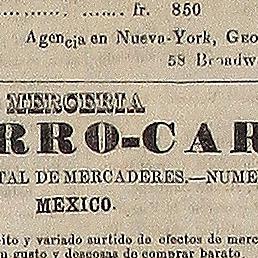 fr. 850
Agencia en Nueva-York, GEO
58 Broadw
MERCERIA
RRO-CAR
TAL DE MERCADERES.—NUME
MEXICO.
ito y variado surtido de efectos de merc
n gusto y deseosas de comprar barato